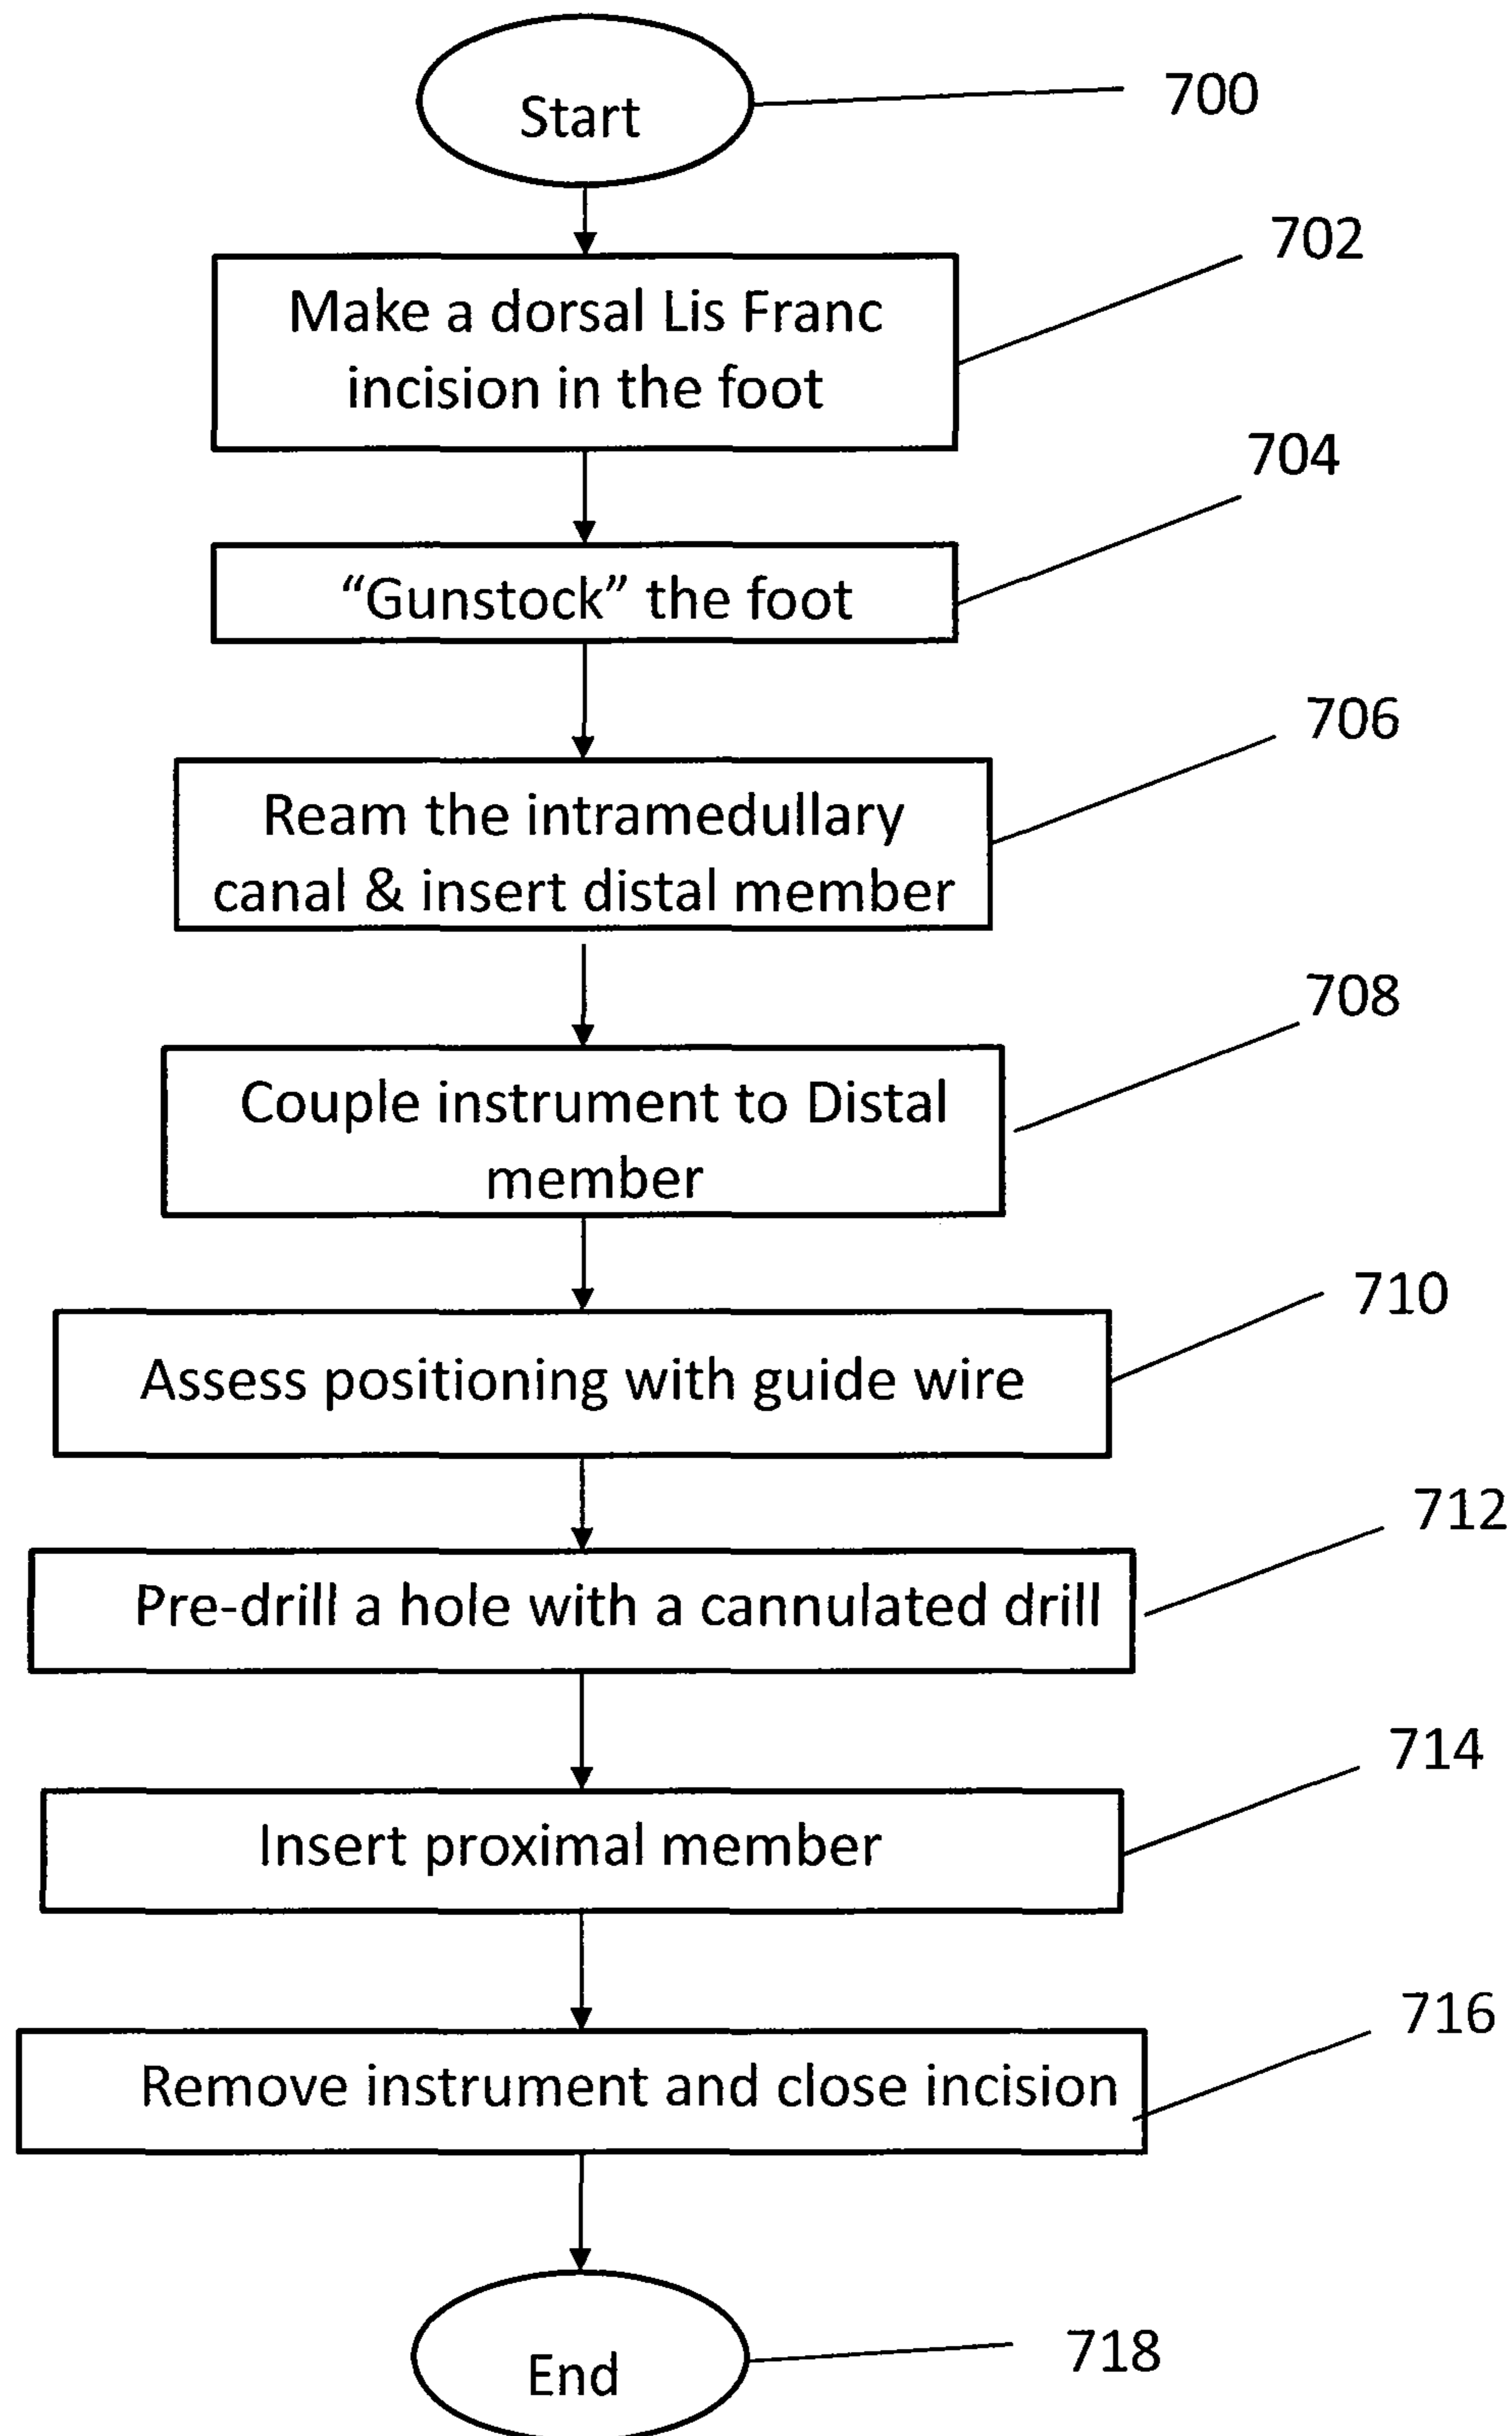 Start
700
702
Make a dorsal Lis Franc
incision in the foot
704
“Gunstock” the foot
706
Ream the intramedullary
canal & insert distal member
708
Couple instrument to Distal
member
710
Assess positioning with guide wire
712
Pre-drill a hole with a cannulated drill
714
Insert proximal member
716
Remove instrument and close incision
718
End